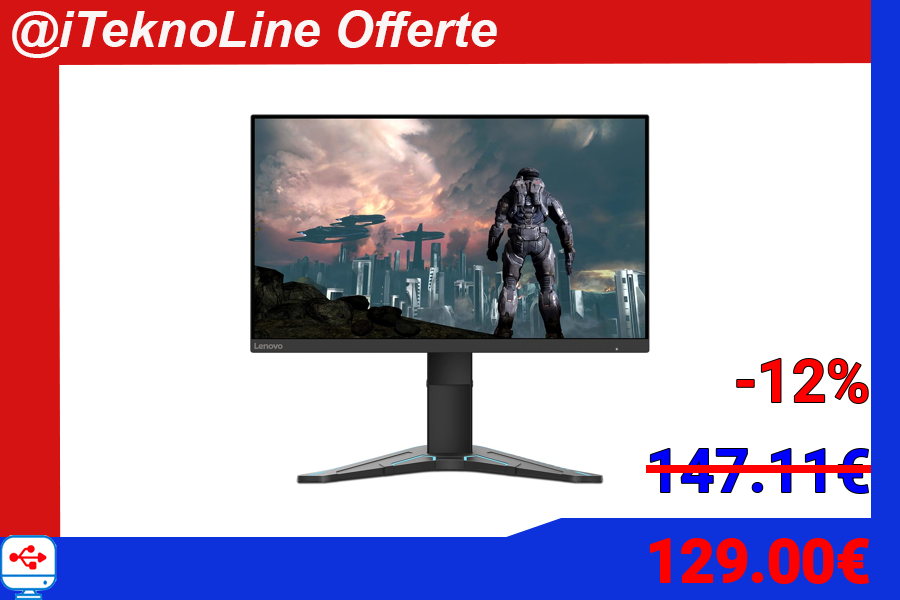 @iTeknoLine Offerte
Lenovo
-12%
147.11€
129.00€